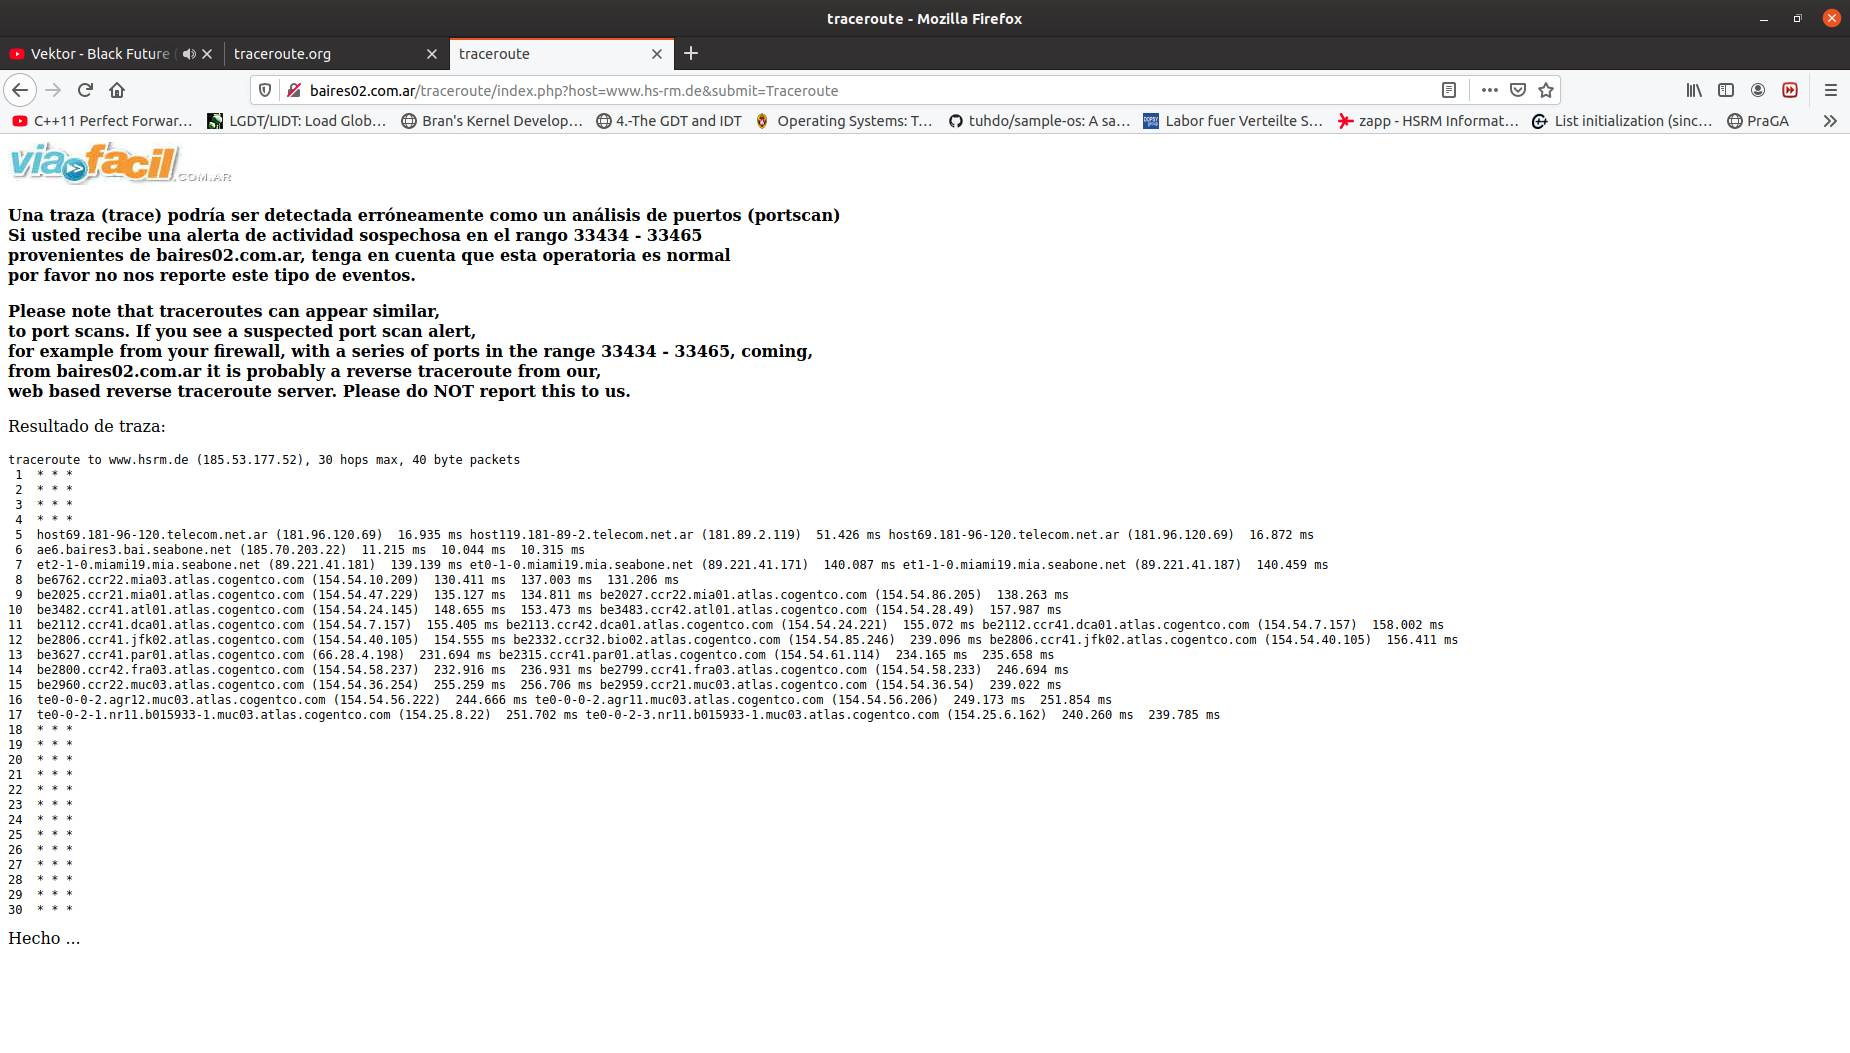 traceroute - Mozilla Firefox
Vektor - Black Future
traceroute.org
traceroute
baires02.com.ar/traceroute/index.php?host=www.hs-rm.de&submit=Traceroute
C++11 Perfect Forwar…
LGDT/LIDT: Load Glob…
Bran's Kernel Develop…
4.-The GDT and IDT
Operating Systems: T…
tuhdo/sample-os: A sa…
Labor fuer Verteilte S…
zapp - HSRM Informat…
List initialization (sinc…
PraGA
viafacil.COM.AR
Una traza (trace) podría ser detectada erróneamente como un análisis de puertos (portscan)
Si usted recibe una alerta de actividad sospechosa en el rango 33434 - 33465
provenientes de baires02.com.ar, tenga en cuenta que esta operatoria es normal
por favor no nos reporte este tipo de eventos.
Please note that traceroutes can appear similar,
to port scans. If you see a suspected port scan alert,
for example from your firewall, with a series of ports in the range 33434 - 33465, coming,
from baires02.com.ar it is probably a reverse traceroute from our,
web based reverse traceroute server. Please do NOT report this to us.
Resultado de traza:
traceroute to www.hsrm.de (185.53.177.52), 30 hops max, 40 byte packets
1 * * *
2 * * *
3 * * *
4 * * *
5 host69.181-96-120.telecom.net.ar (181.96.120.69) 16.935 ms host119.181-89-2.telecom.net.ar (181.89.2.119) 51.426 ms host69.181-96-120.telecom.net.ar (181.96.120.69) 16.872 ms
6 ae6.baires3.bai.seabone.net (185.70.203.22) 11.215 ms 10.044 ms 10.315 ms
7 et2-1-0.miami19.mia.seabone.net (89.221.41.181) 139.139 ms et0-1-0.miami19.mia.seabone.net (89.221.41.171) 140.087 ms et1-1-0.miami19.mia.seabone.net (89.221.41.187) 140.459 ms
8 be6762.ccr22.mia03.atlas.cogentco.com (154.54.10.209) 130.411 ms 137.003 ms 131.206 ms
9 be2025.ccr21.mia01.atlas.cogentco.com (154.54.47.229) 135.127 ms 134.811 ms be2027.ccr22.mia01.atlas.cogentco.com (154.54.86.205) 138.263 ms
10 be3482.ccr41.atl01.atlas.cogentco.com (154.54.24.145) 148.655 ms 153.473 ms be3483.ccr42.atl01.atlas.cogentco.com (154.54.28.49) 157.987 ms
11 be2112.ccr41.dca01.atlas.cogentco.com (154.54.7.157) 155.405 ms be2113.ccr42.dca01.atlas.cogentco.com (154.54.24.221) 155.072 ms be2112.ccr41.dca01.atlas.cogentco.com (154.54.7.157) 158.002 ms
12 be2806.ccr41.jfk02.atlas.cogentco.com (154.54.40.105) 154.555 ms be2332.ccr32.bio02.atlas.cogentco.com (154.54.85.246) 239.096 ms be2806.ccr41.jfk02.atlas.cogentco.com (154.54.40.105) 156.411 ms
13 be3627.ccr41.par01.atlas.cogentco.com (66.28.4.198) 231.694 ms be2315.ccr41.par01.atlas.cogentco.com (154.54.61.114) 234.165 ms 235.658 ms
14 be2800.ccr42.fra03.atlas.cogentco.com (154.54.58.237) 232.916 ms 236.931 ms be2799.ccr41.fra03.atlas.cogentco.com (154.54.58.233) 246.694 ms
15 be2960.ccr22.muc03.atlas.cogentco.com (154.54.36.254) 255.259 ms 256.706 ms be2959.ccr21.muc03.atlas.cogentco.com (154.54.36.54) 239.022 ms
16 te0-0-0-2.agr12.muc03.atlas.cogentco.com (154.54.56.222) 244.666 ms te0-0-0-2.agr11.muc03.atlas.cogentco.com (154.54.56.206) 249.173 ms 251.854 ms
17 te0-0-2-1.nr11.b015933-1.muc03.atlas.cogentco.com (154.25.8.22) 251.702 ms te0-0-2-3.nr11.b015933-1.muc03.atlas.cogentco.com (154.25.6.162) 240.260 ms 239.785 ms
18 * * *
19 * * *
20 * * *
21 * * *
22 * * *
23 * * *
24 * * *
25 * * *
26 * * *
27 * * *
28 * * *
29 * * *
30 * * *
Hecho ...